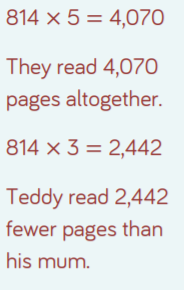 814 × 5 = 4,070
They read 4,070
pages altogether.
814 × 3 = 2,442
Teddy read 2,442
fewer pages than
his mum.